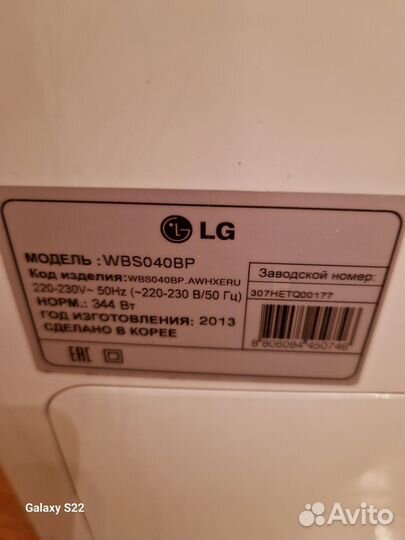 LG
МОДЕЛЬ :WBS040BP
Код изделия:WBS040BP.AWHXERU
220-230V~ 50Hz (~220-230 В/50 Гц)
НОРМ.: 344 Вт
ГОД ИЗГОТОВЛЕНИЯ: 2013
СДЕЛАНО В КОРЕЕ
EAC
Заводской номер:
307HETQ00177
8 806084 450746
Galaxy S22
Avito